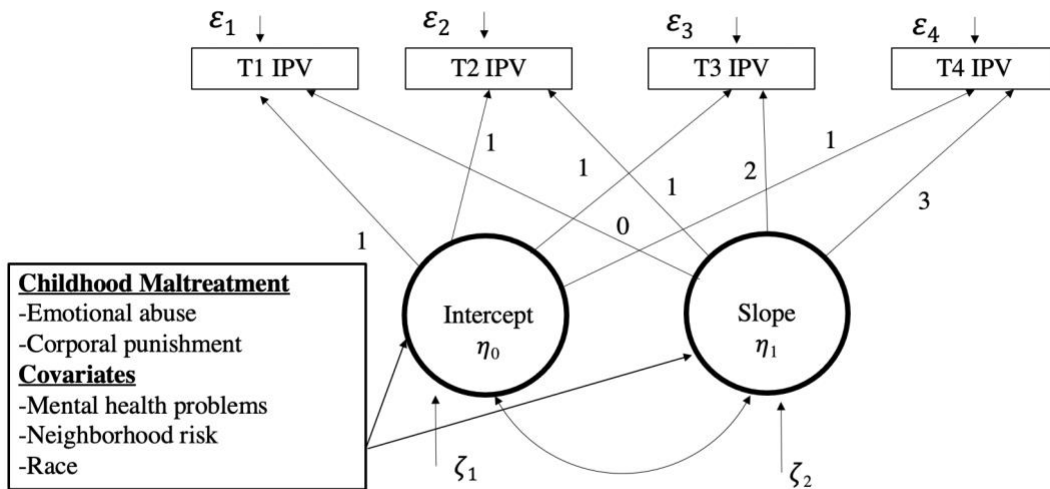 ε₁ ε₂ ε₃ ε₄
T1 IPV T2 IPV T3 IPV T4 IPV
1 1 1 1
2
0 3
1
Childhood Maltreatment
-Emotional abuse
-Corporal punishment
Covariates
-Mental health problems
-Neighborhood risk
-Race
Intercept
η₀
Slope
η₁
ζ₁ ζ₂